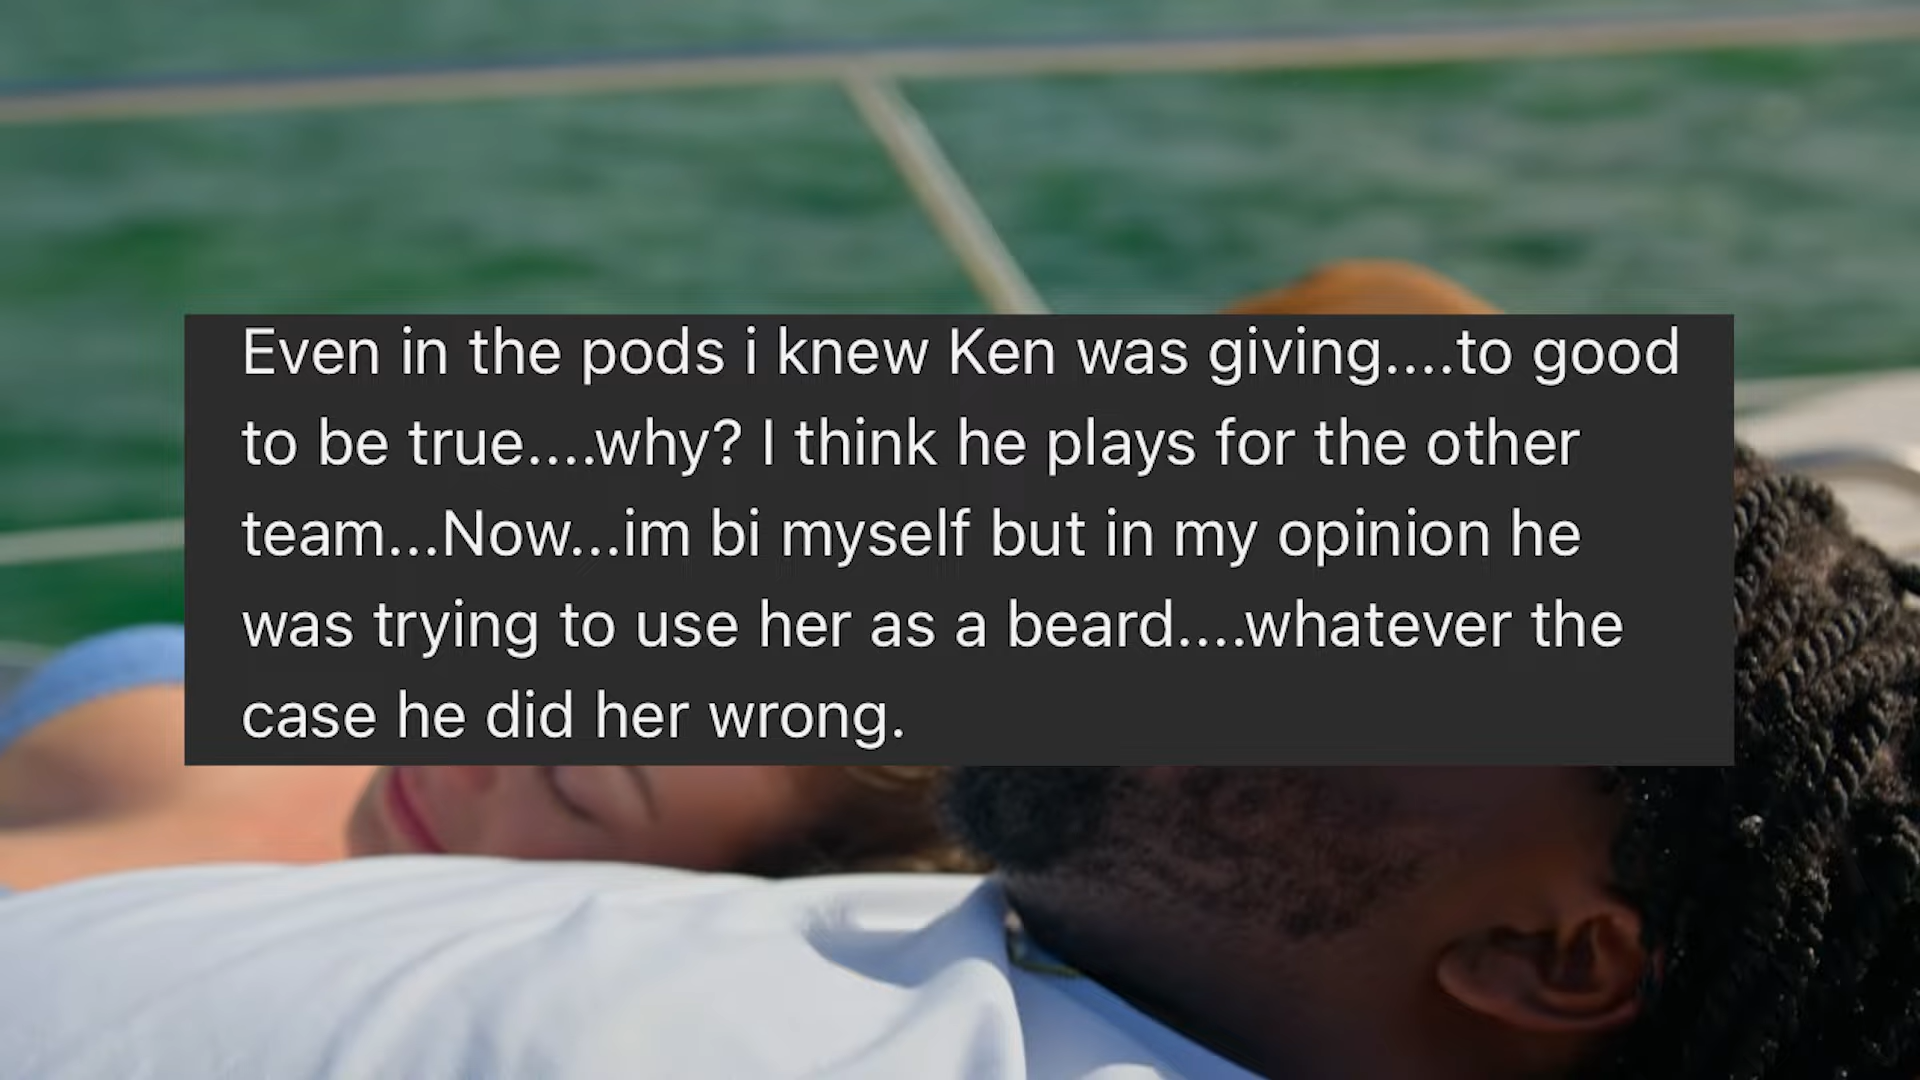 Even in the pods i knew Ken was giving....to good
to be true....why? I think he plays for the other
team...Now...im bi myself but in my opinion he
was trying to use her as a beard....whatever the
case he did her wrong.